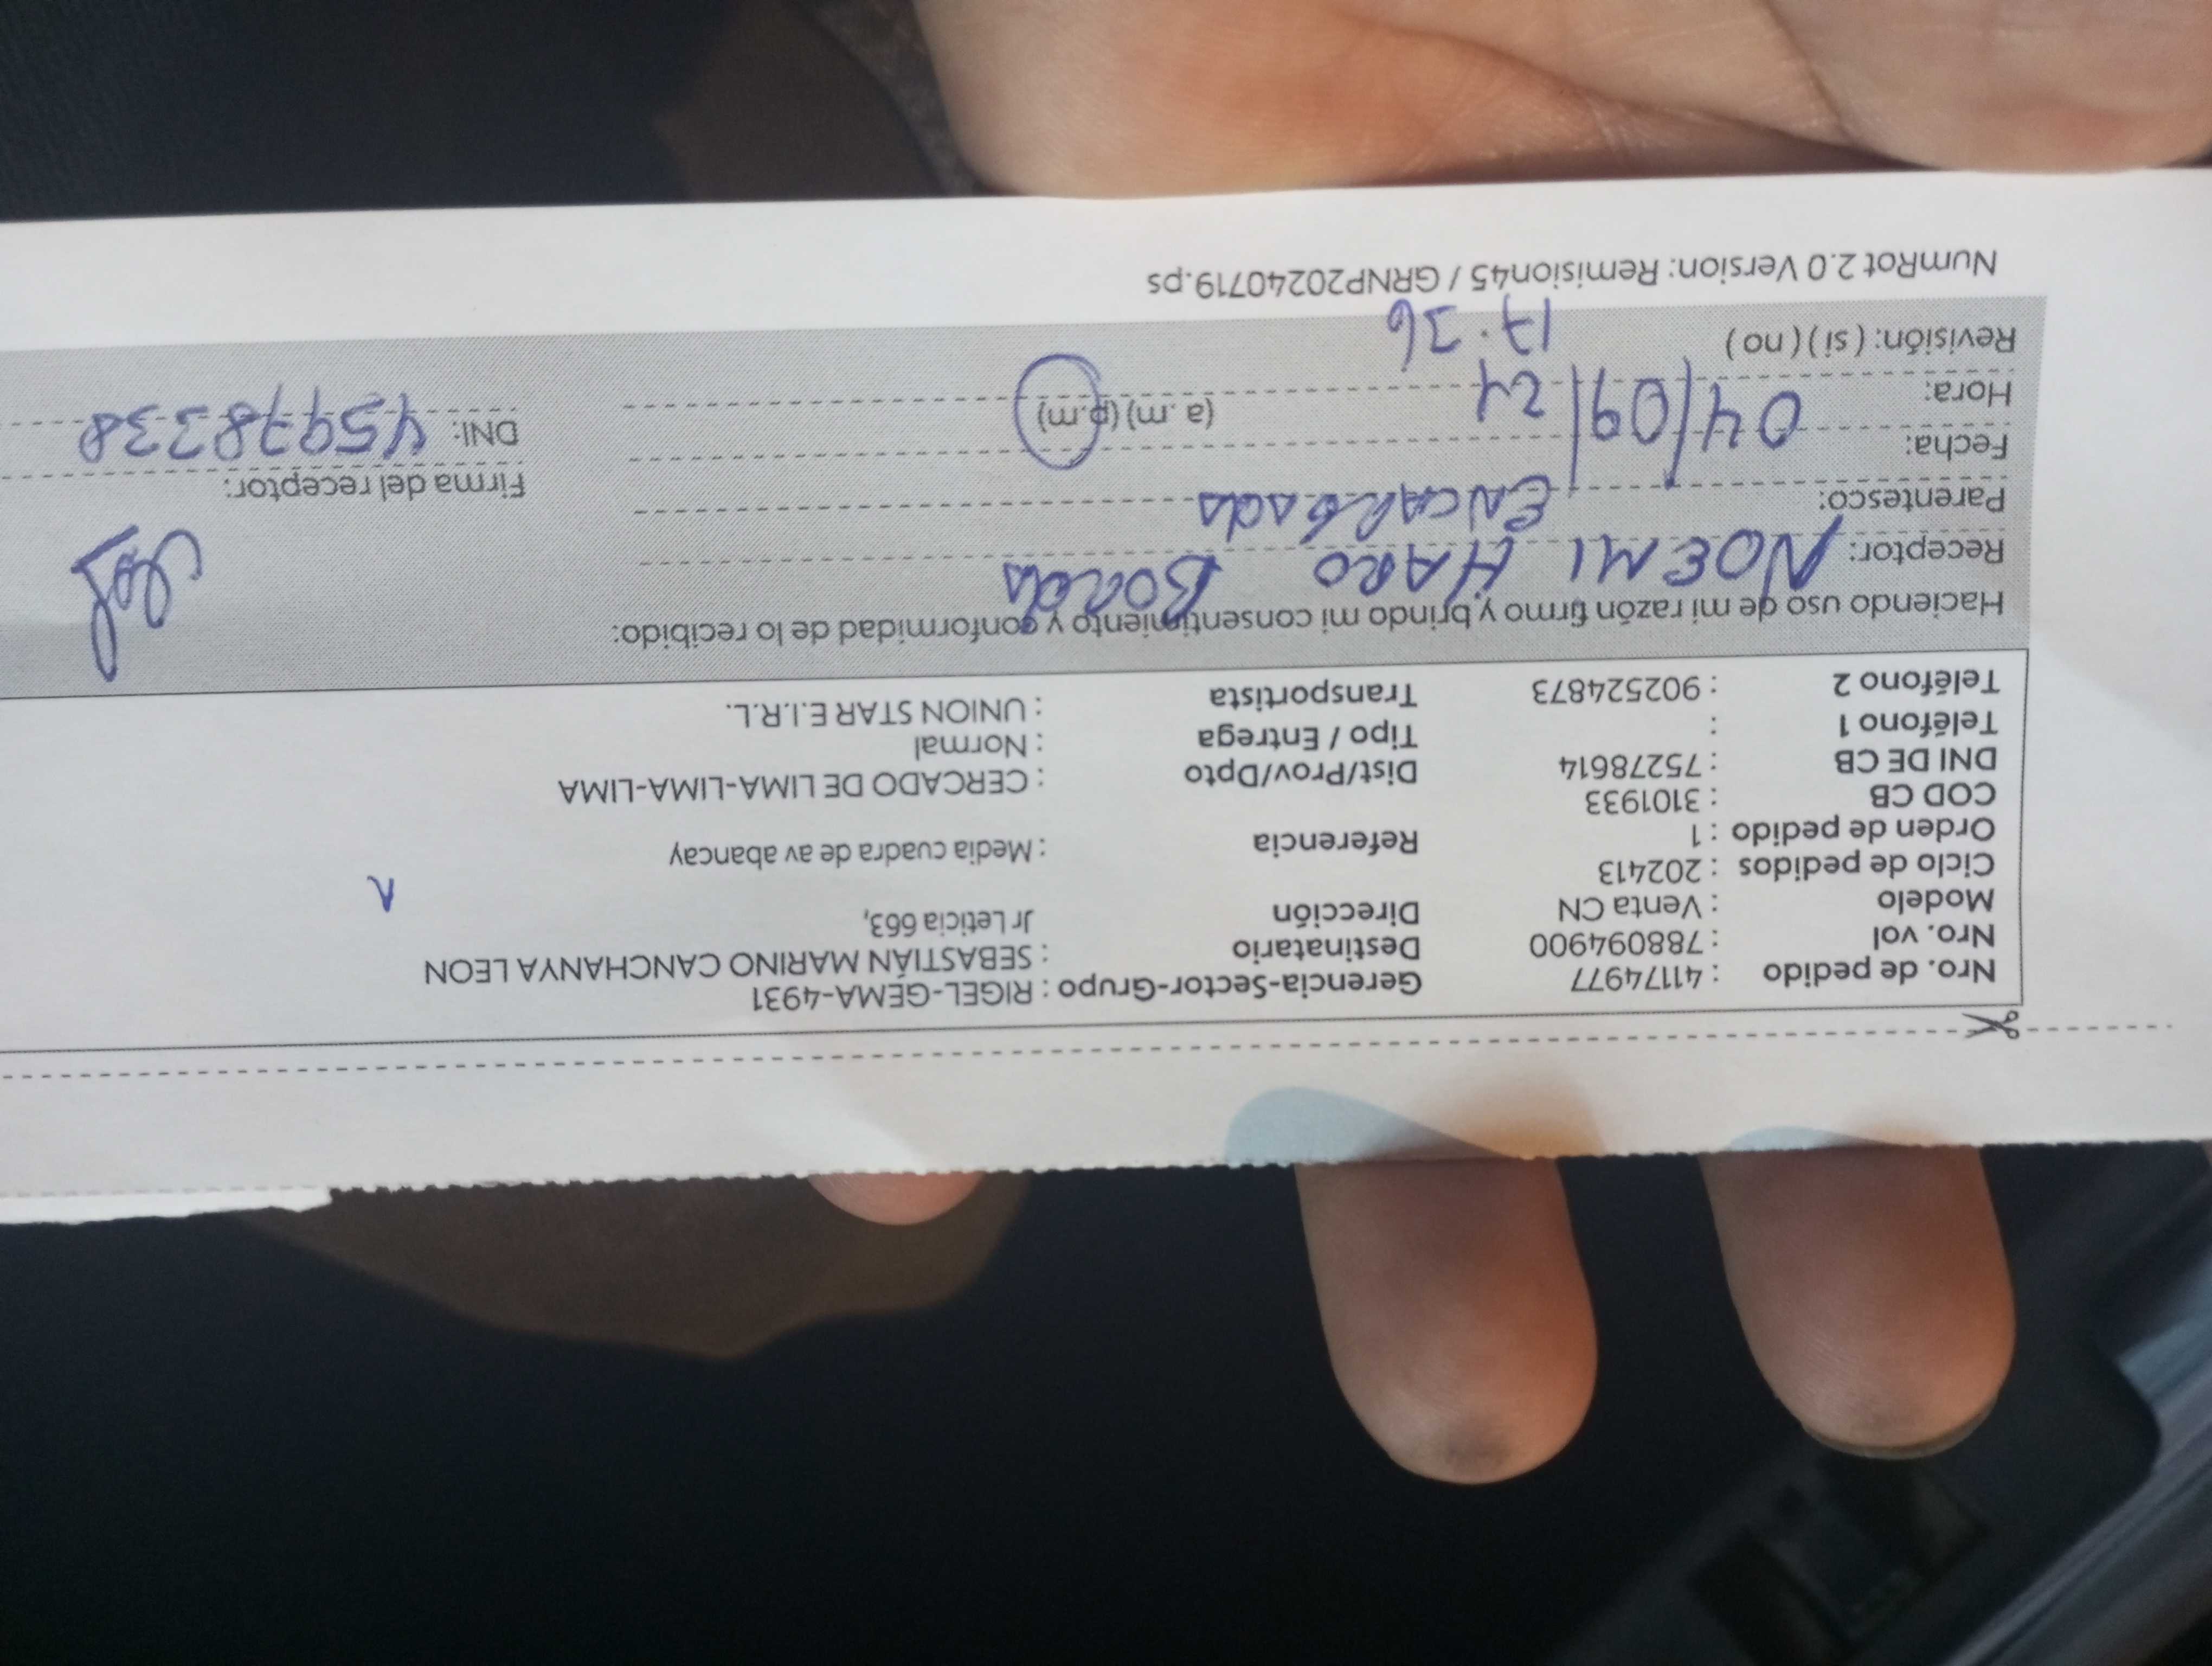 Nro. de pedido : 41174977 Gerencia-Sector-Grupo : RIGEL-GEMA-4931
Nro. vol : 788094900 Destinatario : SEBASTIÁN MARINO CANCHANYA LEON
Modelo : Venta CN Dirección Jr Leticia 663,
Ciclo de pedidos : 202413
Orden de pedido : 1 Referencia : Media cuadra de av abancay
COD CB : 3101933
DNI DE CB : 75278614 Dist/Prov/Dpto : CERCADO DE LIMA-LIMA-LIMA
Teléfono 1 : Tipo / Entrega : Normal
Teléfono 2 : 902524873 Transportista : UNION STAR E.I.R.L.
Haciendo uso de mi razón firmo y brindo mi consentimiento y conformidad de lo recibido:
Receptor: NOEMI HARO
Parentesco: ENCARGADA Firma del receptor:
Fecha: 04/09/24
Hora: (a.m) (p.m) DNI: 45978338
17:36
Revisión: (si) (no)
NumRot 2.0 Version: Remision45 / GRNP20240719.ps